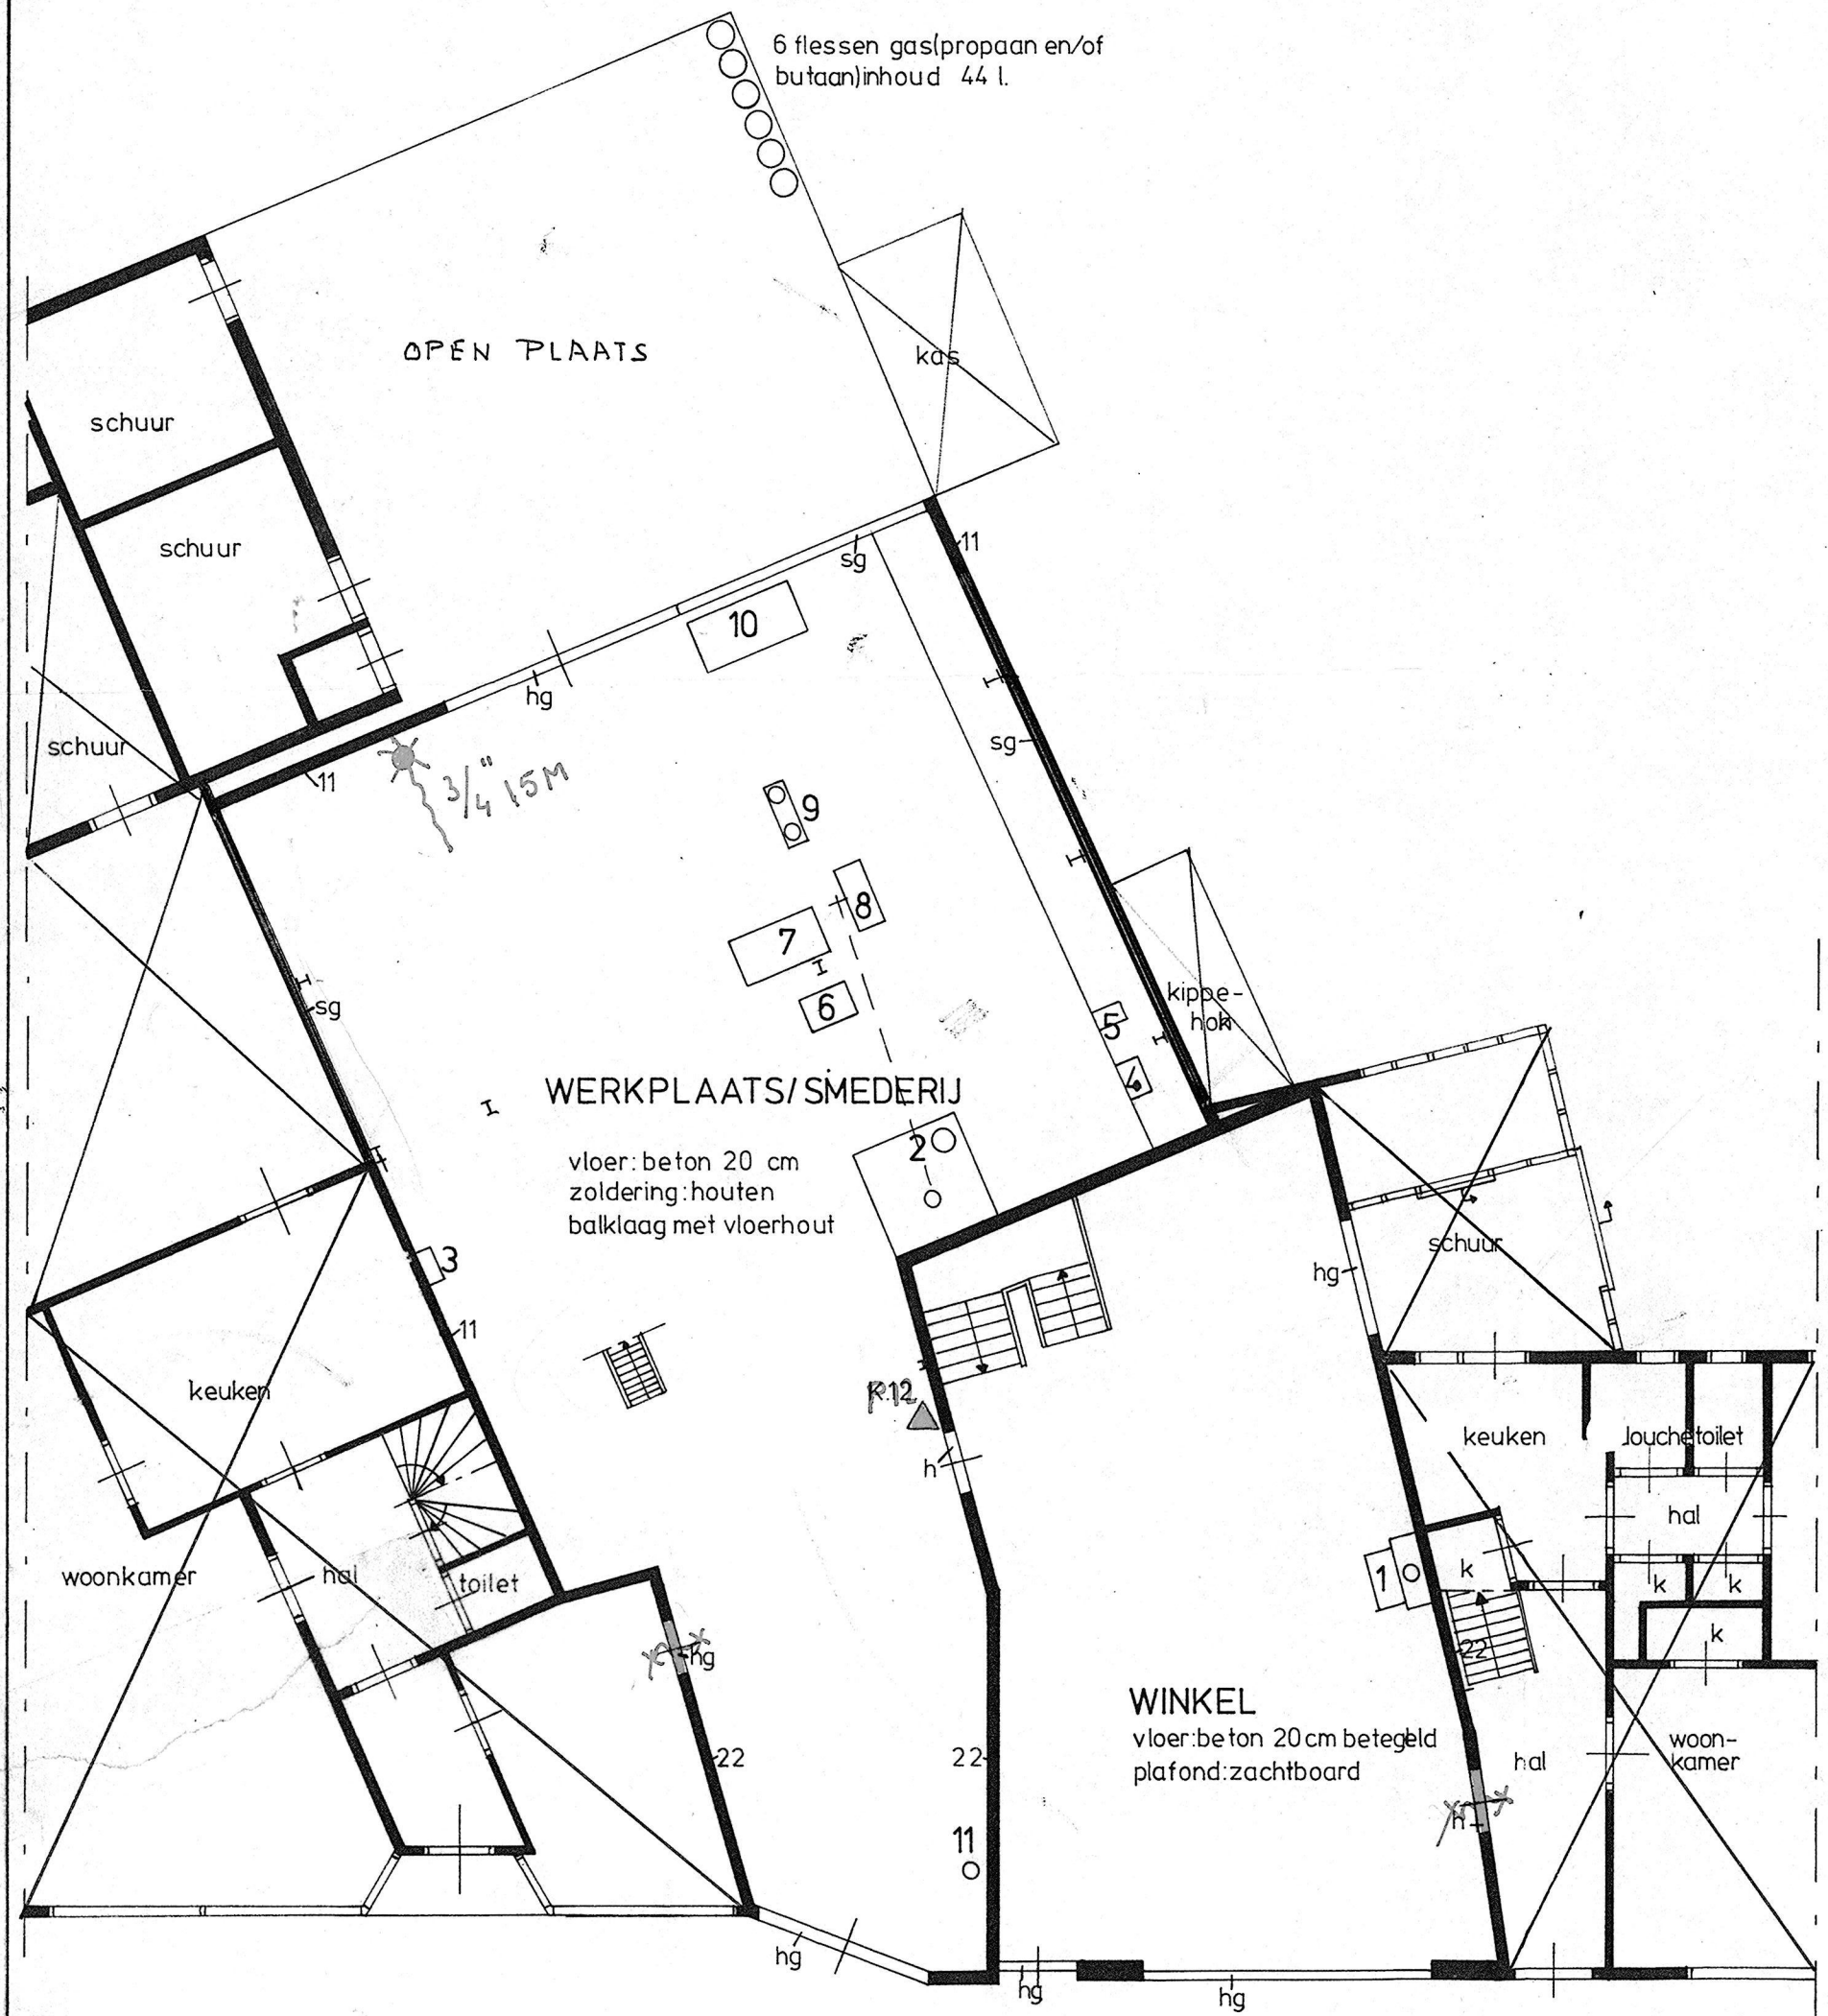 6 flessen gas(propaan en/of
butaan)inhoud 44 l.
OPEN PLAATS
kas
schuur
schuur
schuur
11
sg
10
hg
sg
11
3/4" 15M
9
8
7
6
sg
5
kippe-
hok
WERKPLAATS/SMEDERIJ
vloer: beton 20 cm
zoldering: houten
balklaag met vloerhout
2
3
11
schuur
hg
keuken
K.12
h
keuken
douche
toilet
hal
woonkamer
hal
toilet
1
k
k
k
k
hg
22
22
22
WINKEL
vloer: beton 20cm betegeld
plafond: zachtboard
hal
woon-
kamer
h
11
hg
hg
hg